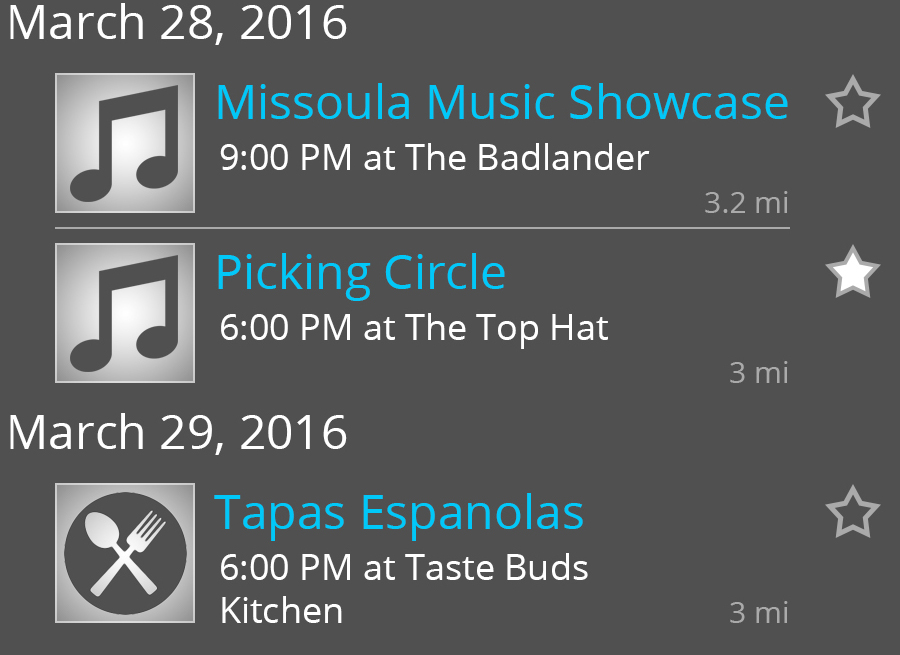 March 28, 2016
Missoula Music Showcase
9:00 PM at The Badlander
3.2 mi
Picking Circle
6:00 PM at The Top Hat
3 mi
March 29, 2016
Tapas Espanolas
6:00 PM at Taste Buds
Kitchen
3 mi